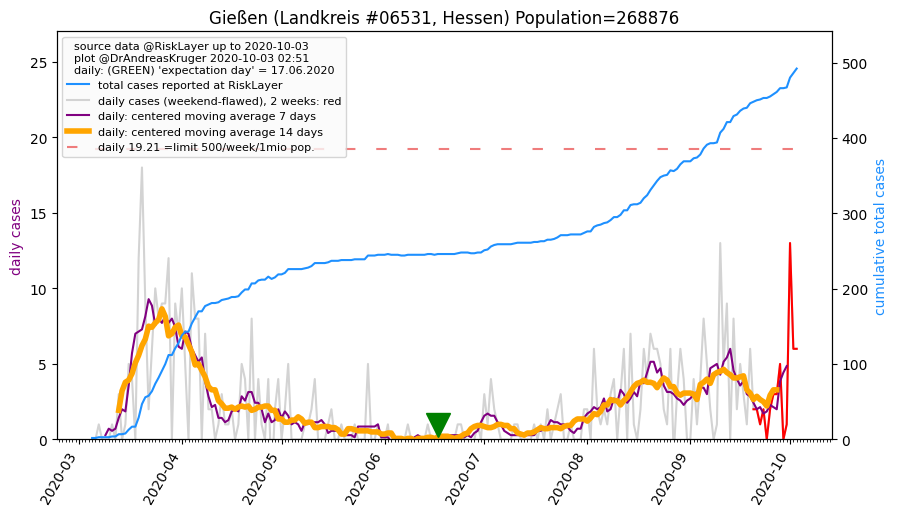 Gießen (Landkreis #06531, Hessen) Population=268876
source data @RiskLayer up to 2020-10-03
plot @DrAndreasKruger 2020-10-03 02:51
daily: (GREEN) 'expectation day' = 17.06.2020
total cases reported at RiskLayer
daily cases (weekend-flawed), 2 weeks: red
daily: centered moving average 7 days
daily: centered moving average 14 days
daily 19.21 =limit 500/week/1mio pop.
daily cases
25
20
15
10
5
0
cumulative total cases
500
400
300
200
100
0
2020-03
2020-04
2020-05
2020-06
2020-07
2020-08
2020-09
2020-10